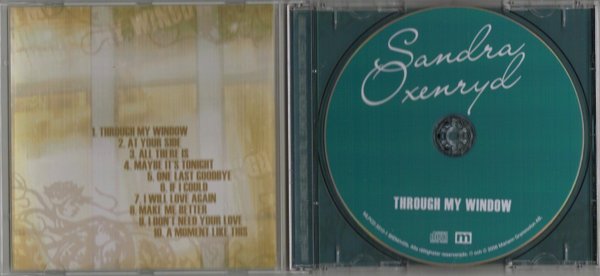 1. THROUGH MY WINDOW
2. AT YOUR SIDE
3. ALL THERE IS
4. MAYBE IT'S TONIGHT
5. ONE LAST GOODBYE
6. IF I COULD
7. I WILL LOVE AGAIN
8. MAKE ME BETTER
9. I DON'T NEED YOUR LOVE
10. A MOMENT LIKE THIS
Sandra
Oxenryd
THROUGH MY WINDOW
m